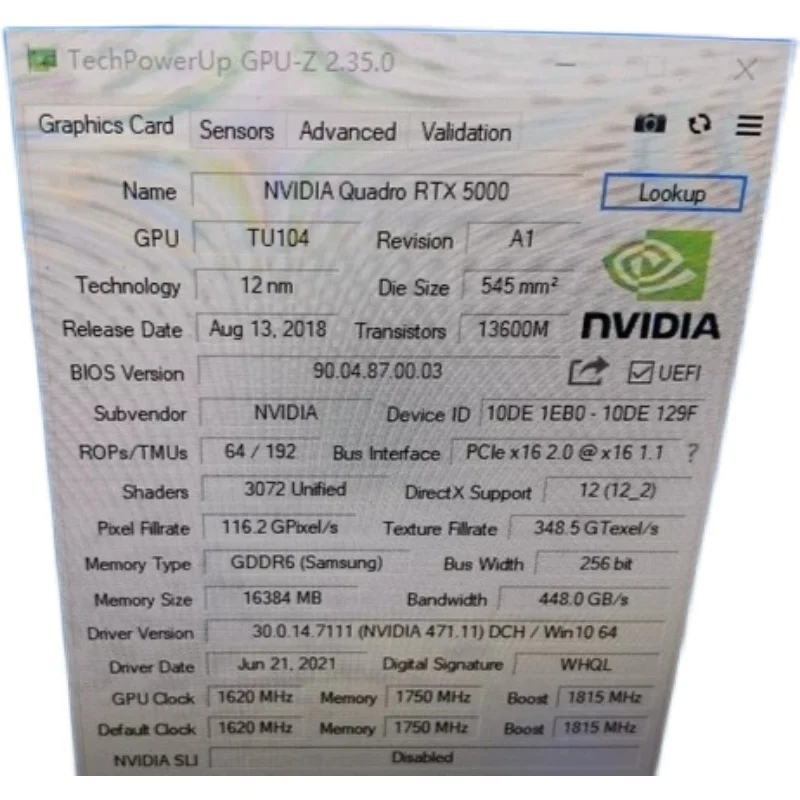 TechPowerUp GPU-Z 2.35.0
Graphics Card Sensors Advanced Validation
Name NVIDIA Quadro RTX 5000 Lookup
GPU TU104 Revision A1
Technology 12 nm Die Size 545 mm²
NVIDIA
Release Date Aug 13, 2018 Transistors 13600M
BIOS Version 90.04.87.00.03 UEFI
Subvendor NVIDIA Device ID 10DE 1EB0 - 10DE 129F
ROPs/TMUs 64 / 192 Bus Interface PCIe x16 2.0 @ x16 1.1 ?
Shaders 3072 Unified DirectX Support 12 (12_2)
Pixel Fillrate 116.2 GPixel/s Texture Fillrate 348.5 GTexel/s
Memory Type GDDR6 (Samsung) Bus Width 256 bit
Memory Size 16384 MB Bandwidth 448.0 GB/s
Driver Version 30.0.14.7111 (NVIDIA 471.11) DCH / Win10 64
Driver Date Jun 21, 2021 Digital Signature WHQL
GPU Clock 1620 MHz Memory 1750 MHz Boost 1815 MHz
Default Clock 1620 MHz Memory 1750 MHz Boost 1815 MHz
NVIDIA SLI Disabled